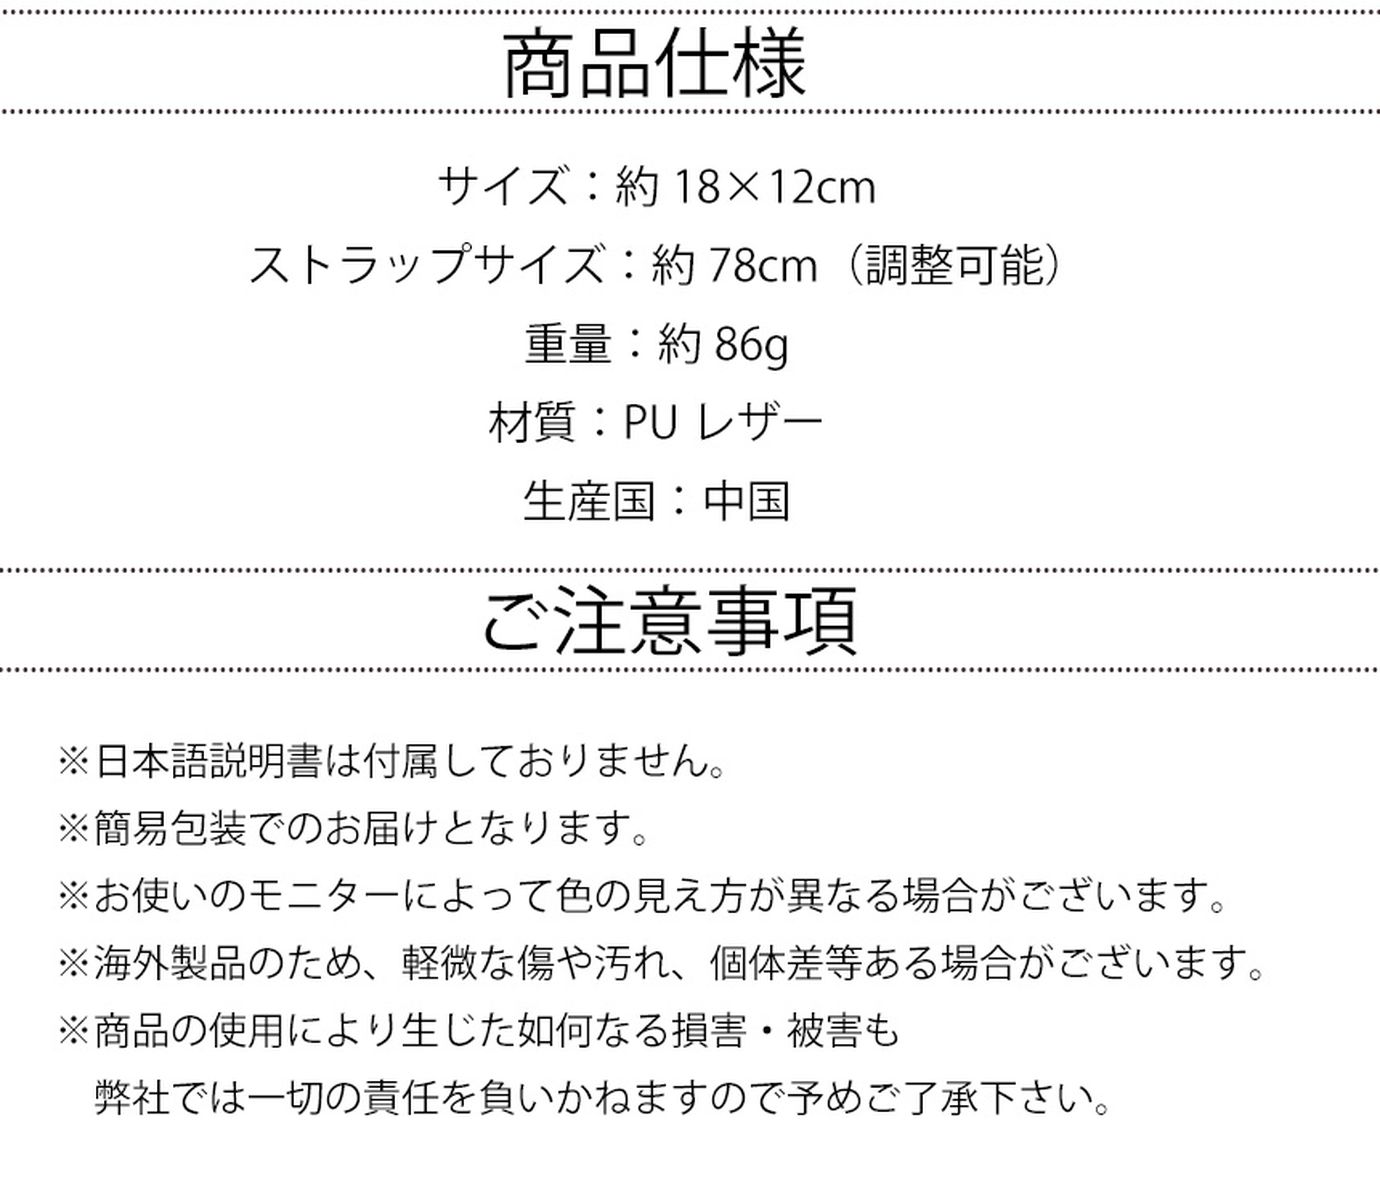 商品仕様
サイズ：約 18×12cm
ストラップサイズ：約 78cm（調整可能）
重量：約 86g
材質：PU レザー
生産国：中国
ご注意事項
※日本語説明書は付属しておりません。
※簡易包装でのお届けとなります。
※お使いのモニターによって色の見え方が異なる場合がございます。
※海外製品のため、軽微な傷や汚れ、個体差等ある場合がございます。
※商品の使用により生じた如何なる損害・被害も
弊社では一切の責任を負いかねますので予めご了承下さい。